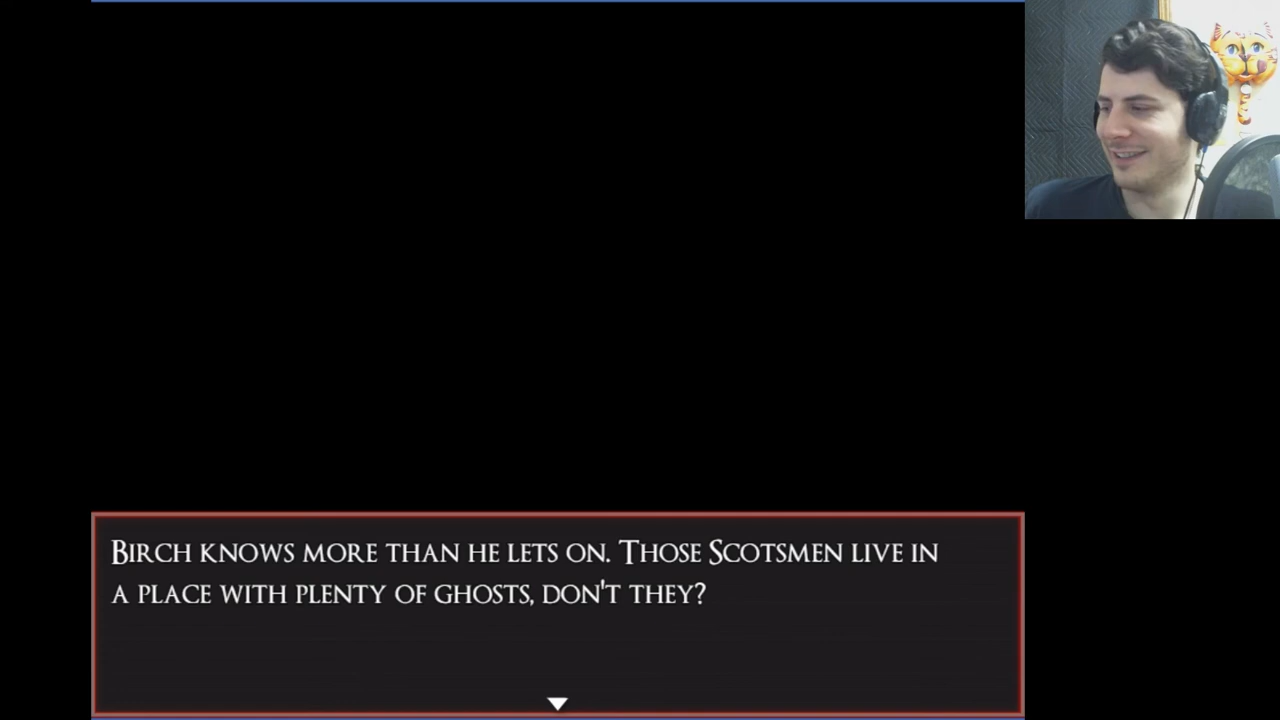 Birch knows more than he lets on. Those Scotsmen live in
a place with plenty of ghosts, don't they?